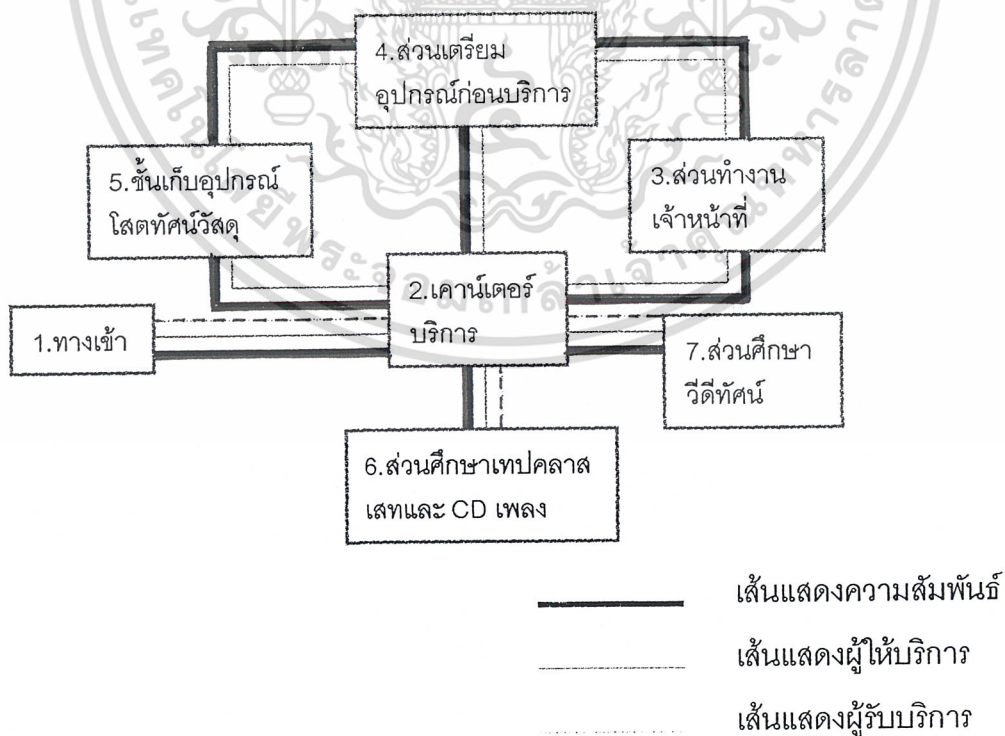 4.ส่วนเตรียม
อุปกรณ์ก่อนบริการ
5.ชั้นเก็บอุปกรณ์
โสตทัศน์วัสดุ
3.ส่วนทำงาน
เจ้าหน้าที่
2.เคาน์เตอร์
บริการ
1.ทางเข้า
7.ส่วนศึกษา
วีดีทัศน์
6.ส่วนศึกษาเทปคลาส
เสทและ CD เพลง
เส้นแสดงความสัมพันธ์
เส้นแสดงผู้ให้บริการ
เส้นแสดงผู้รับบริการ